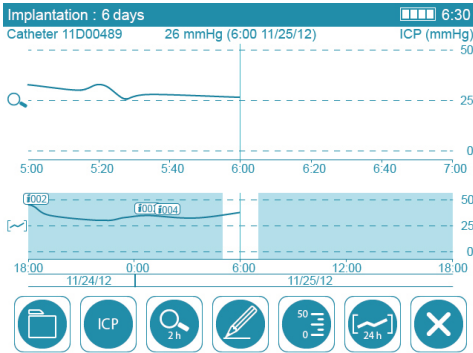 Implantation : 6 days 6:30
Catheter 11D00489 26 mmHg (6:00 11/25/12) ICP (mmHg)
50
25
0
5:00 5:20 5:40 6:00 6:20 6:40 7:00
i002 i004
50
25
0
18:00 0:00 6:00 12:00 18:00
11/24/12 11/25/12
ICP 2 h 50 0 24 h